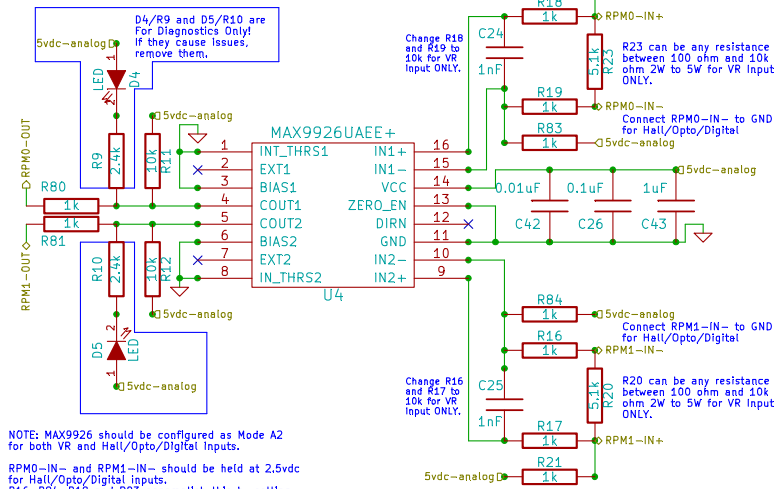 D4/R9 and D5/R10 are
For Diagnostics Only!
If they cause issues,
remove them.
5vdc-analog
1
LED
D4
2
5vdc-analog
RPM0-OUT
R9
2.4k
R11
10k
R80
1k
1k
R81
RPM1-OUT
R10
2.4k
R12
10k
5vdc-analog
2
D5
LED
1
5vdc-analog
MAX9926UAEE+
1
INT_THRS1
2
EXT1
3
BIAS1
4
COUT1
5
COUT2
6
BIAS2
7
EXT2
8
IN_THRS2
IN1+
16
IN1-
15
VCC
14
ZERO_EN
13
DIRN
12
GND
11
IN2-
10
IN2+
9
U4
Change R18
and R19 to
10k for VR
Input ONLY.
C24
1nF
R18
1k
RPM0-IN+
R23
5.1k
R23 can be any resistance
between 100 ohm and 10k
ohm 2W to 5W for VR Input
ONLY.
R19
1k
RPM0-IN-
Connect RPM0-IN- to GND
for Hall/Opto/Digital
R83
1k
5vdc-analog
5vdc-analog
0.01uF
0.1uF
1uF
C42
C26
C43
R84
1k
5vdc-analog
Connect RPM1-IN- to GND
for Hall/Opto/Digital
R16
1k
RPM1-IN-
Change R16
and R17 to
10k for VR
Input ONLY.
C25
1nF
R20
5.1k
R20 can be any resistance
between 100 ohm and 10k
ohm 2W to 5W for VR Input
ONLY.
R17
1k
RPM1-IN+
5vdc-analog
R21
1k
NOTE: MAX9926 should be configured as Mode A2
for both VR and Hall/Opto/Digital inputs.
RPM0-IN- and RPM1-IN- should be held at 2.5vdc
for Hall/Opto/Digital inputs.